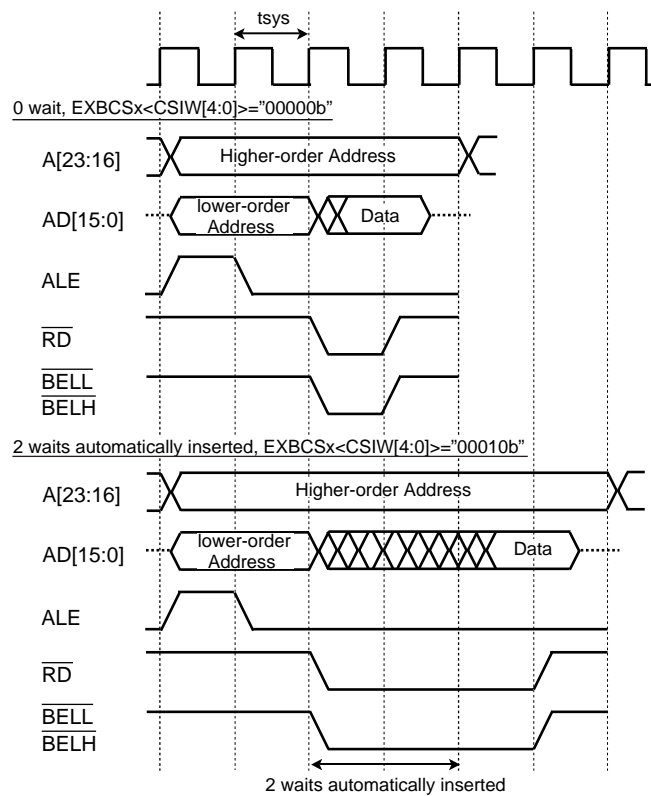 tsys
0 wait, EXBCSx<CSIW[4:0]>="00000b"
A[23:16]
Higher-order Address
AD[15:0]
lower-order
Address
Data
ALE
RD
BELL
BELH
2 waits automatically inserted, EXBCSx<CSIW[4:0]>="00010b"
A[23:16]
Higher-order Address
AD[15:0]
lower-order
Address
Data
ALE
RD
BELL
BELH
2 waits automatically inserted